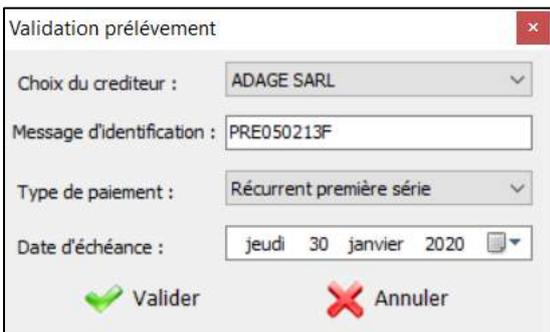 Validation prélévement
Choix du crediteur : ADAGE SARL
Message d'identification : PRE050213F
Type de paiement : Récurrent première série
Date d'échéance : jeudi 30 janvier 2020
Valider Annuler